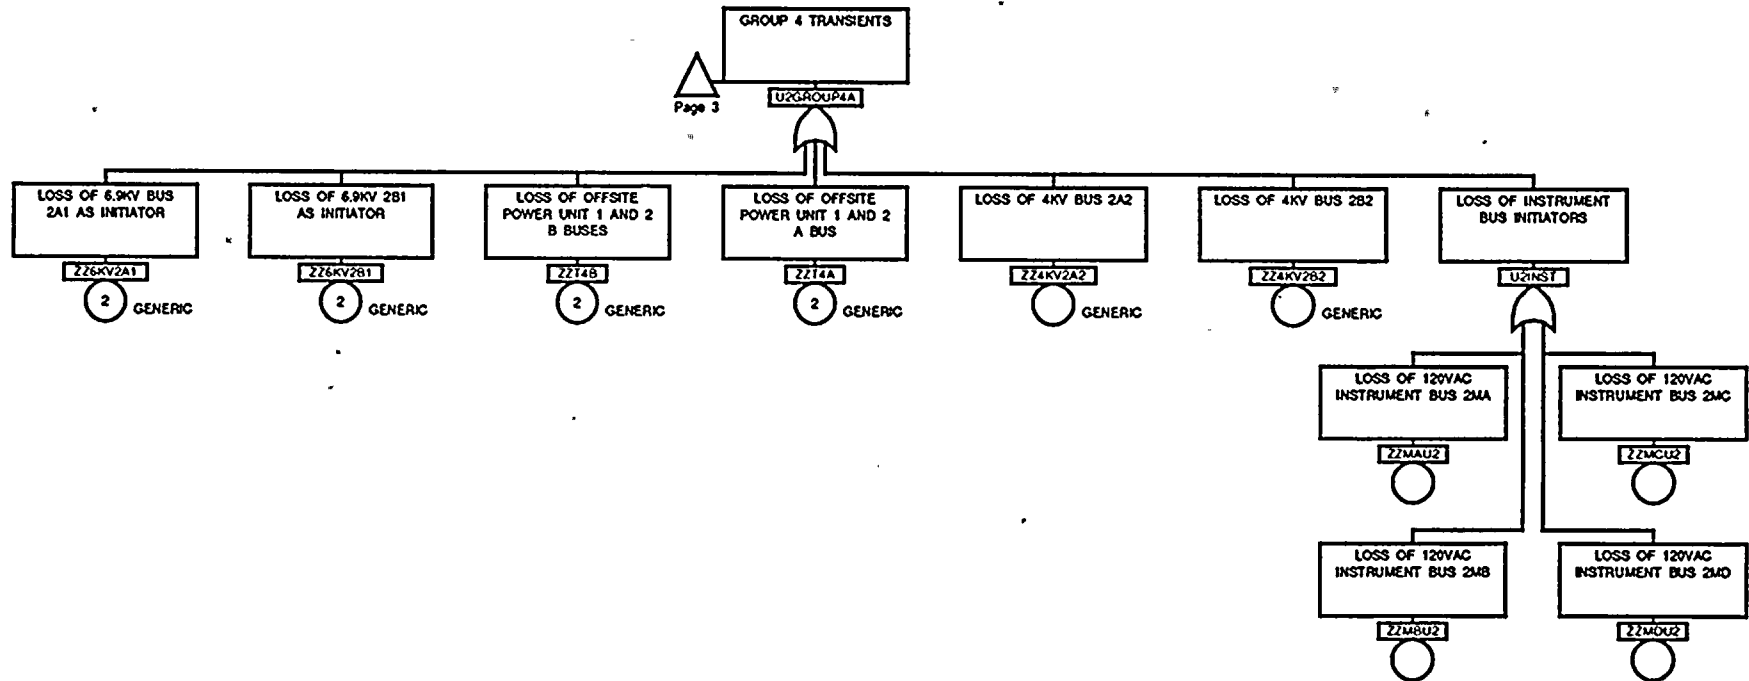 GROUP 4 TRANSIENTS
Page 3
U2GROUP4A
LOSS OF 6.9KV BUS
2A1 AS INITIATOR
ZZ6KV2A1
2
GENERIC
LOSS OF 6.9KV 2B1
AS INITIATOR
ZZ6KV2B1
2
GENERIC
LOSS OF OFFSITE
POWER UNIT 1 AND 2
B BUSES
ZZT4B
2
GENERIC
LOSS OF OFFSITE
POWER UNIT 1 AND 2
A BUS
ZZT4A
2
GENERIC
LOSS OF 4KV BUS 2A2
ZZ4KV2A2
GENERIC
LOSS OF 4KV BUS 2B2
ZZ4KV2B2
GENERIC
LOSS OF INSTRUMENT
BUS INITIATORS
U2INST
LOSS OF 120VAC
INSTRUMENT BUS 2MA
ZZMAU2
LOSS OF 120VAC
INSTRUMENT BUS 2MC
ZZMCU2
LOSS OF 120VAC
INSTRUMENT BUS 2MB
ZZMBU2
LOSS OF 120VAC
INSTRUMENT BUS 2MD
ZZMDU2